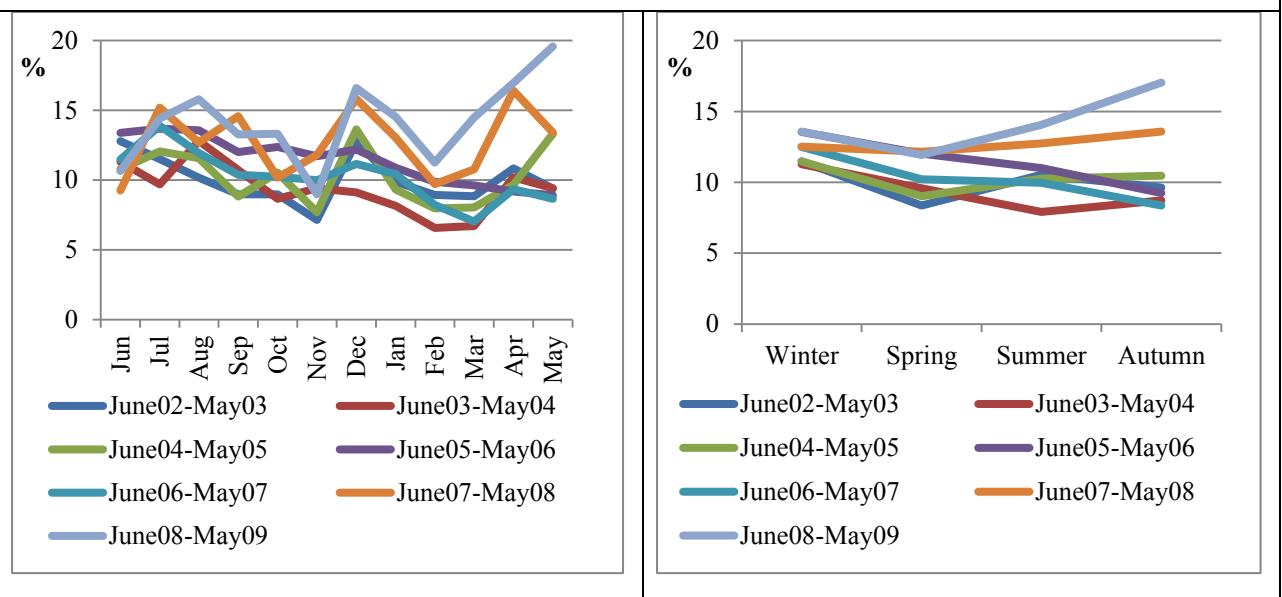 20
%
15
10
5
0
Jun
Jul
Aug
Sep
Oct
Nov
Dec
Jan
Feb
Mar
Apr
May
June02-May03 June03-May04
June04-May05 June05-May06
June06-May07 June07-May08
June08-May09
20
%
15
10
5
0
Winter Spring Summer Autumn
June02-May03 June03-May04
June04-May05 June05-May06
June06-May07 June07-May08
June08-May09